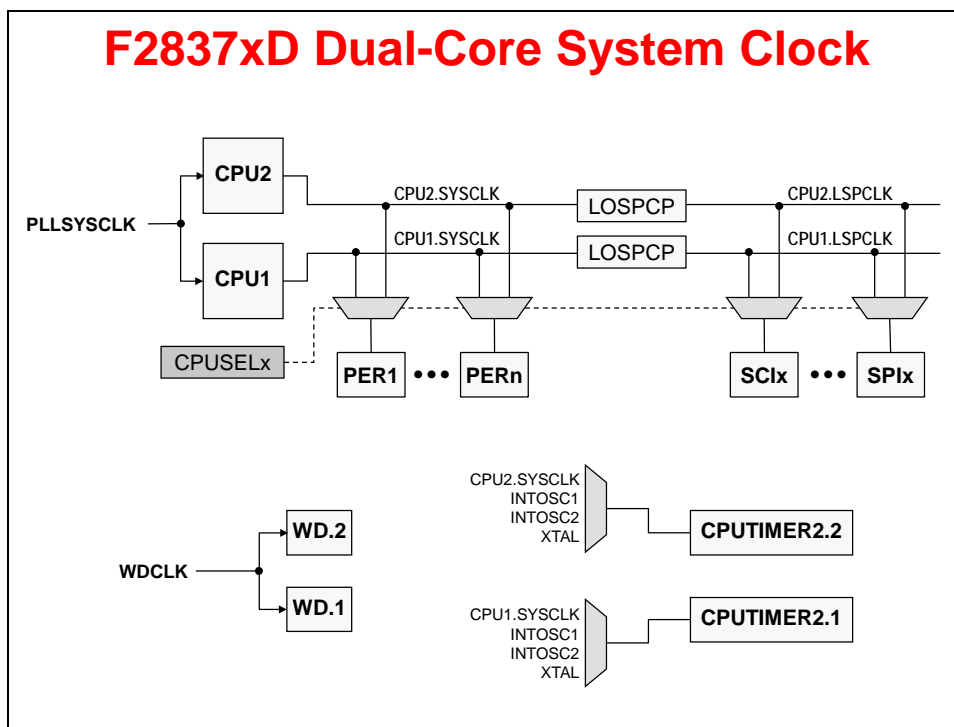 F2837xD Dual-Core System Clock
CPU2
CPU2.SYSCLK
LOSPCP
CPU2.LSPCLK
PLLSYSCLK
CPU1.SYSCLK
LOSPCP
CPU1.LSPCLK
CPU1
CPUSELx
PER1 ••• PERn
SCIx ••• SPIx
CPU2.SYSCLK
INTOSC1
INTOSC2
XTAL
CPUTIMER2.2
WD.2
WDCLK
WD.1
CPU1.SYSCLK
INTOSC1
INTOSC2
XTAL
CPUTIMER2.1